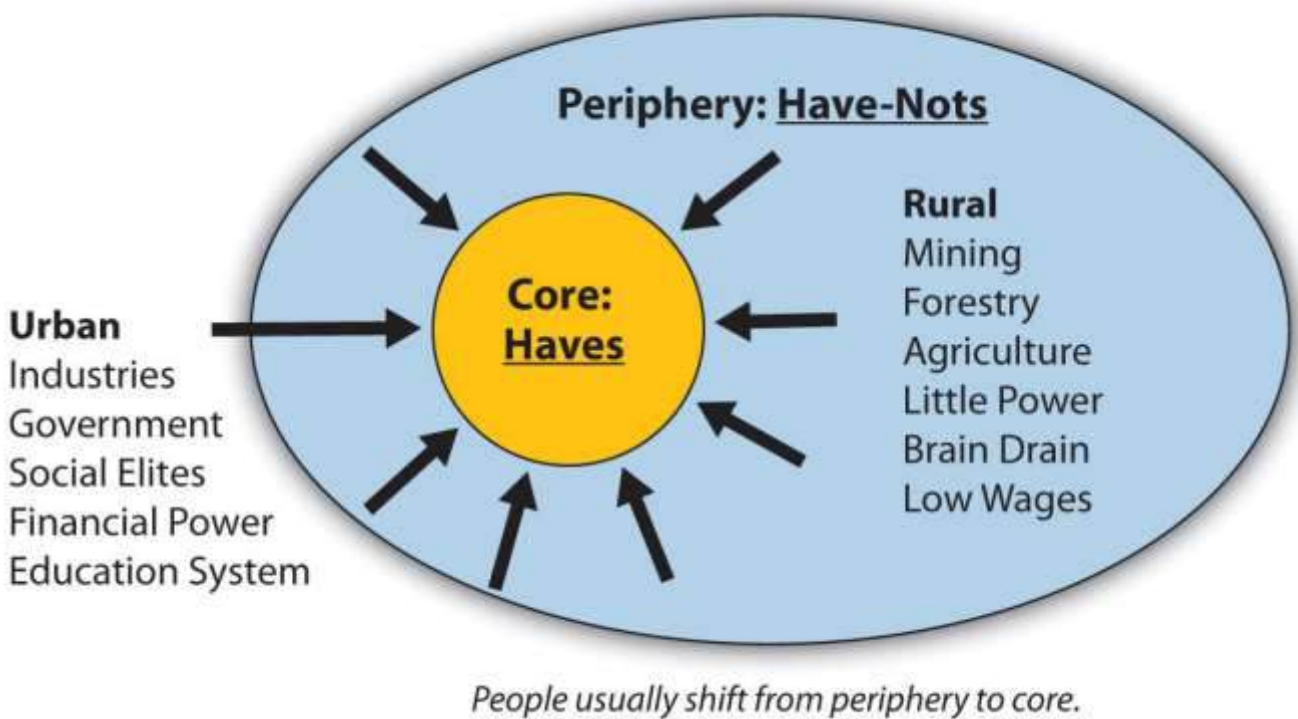 Periphery: Have-Nots
Core:
Haves
Urban
Industries
Government
Social Elites
Financial Power
Education System
Rural
Mining
Forestry
Agriculture
Little Power
Brain Drain
Low Wages
People usually shift from periphery to core.